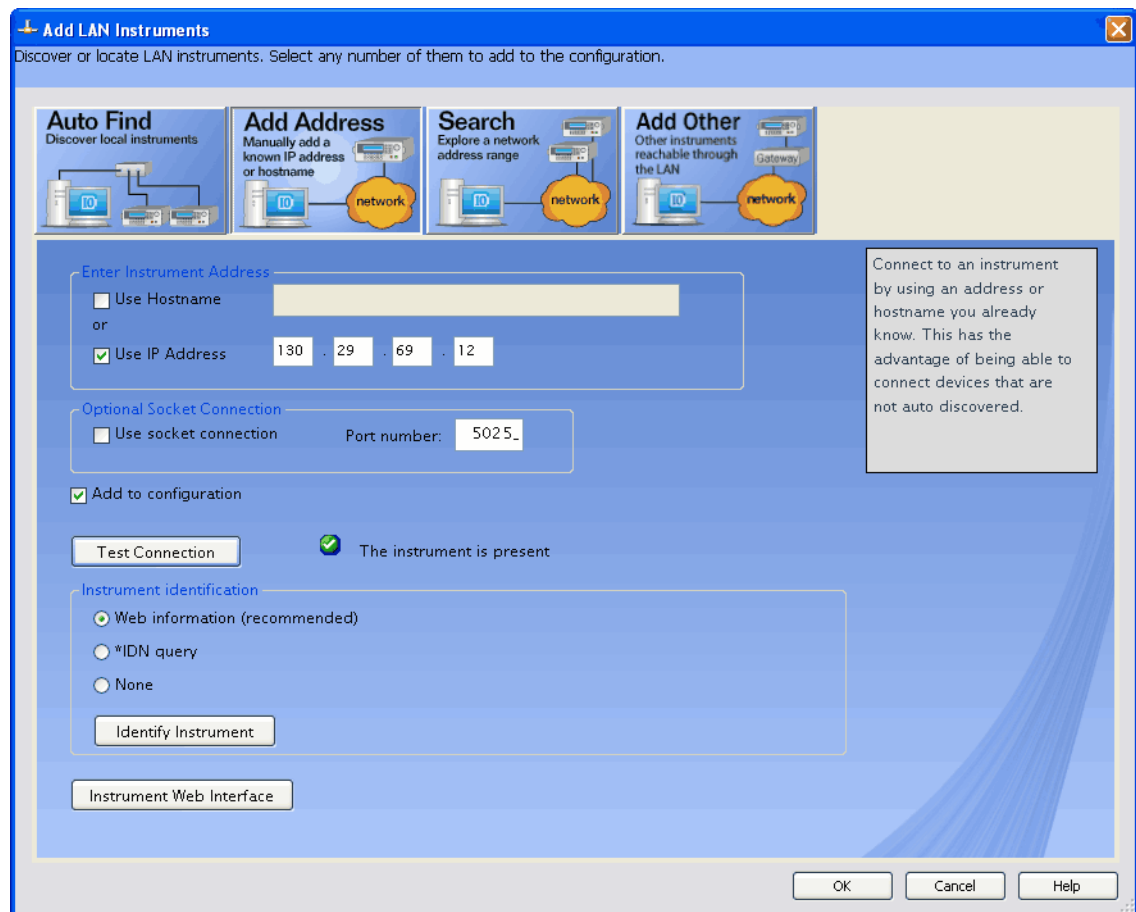 Add LAN Instruments
Discover or locate LAN instruments. Select any number of them to add to the configuration.
Auto Find
Discover local instruments
IO
Add Address
Manually add a
known IP address
or hostname
IO
network
Search
Explore a network
address range
IO
network
Add Other
Other instruments
reachable through
the LAN
Gateway
IO
network
Enter Instrument Address
Use Hostname
or
Use IP Address 130 . 29 . 69 . 12
Optional Socket Connection
Use socket connection Port number: 5025_
Add to configuration
Test Connection The instrument is present
Instrument identification
Web information (recommended)
*IDN query
None
Identify Instrument
Instrument Web Interface
Connect to an instrument
by using an address or
hostname you already
know. This has the
advantage of being able to
connect devices that are
not auto discovered.
OK Cancel Help